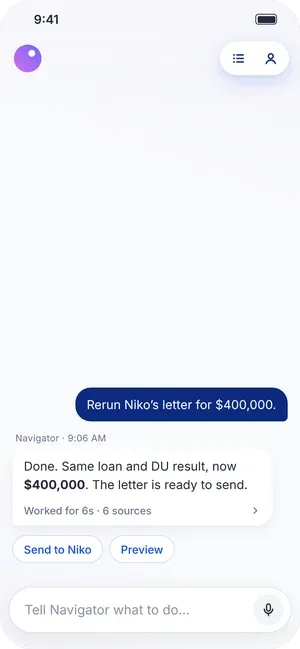 9:41
Rerun Niko’s letter for $400,000.
Navigator · 9:06 AM
Done. Same loan and DU result, now
$400,000. The letter is ready to send.
Worked for 6s · 6 sources
Send to Niko
Preview
Tell Navigator what to do...